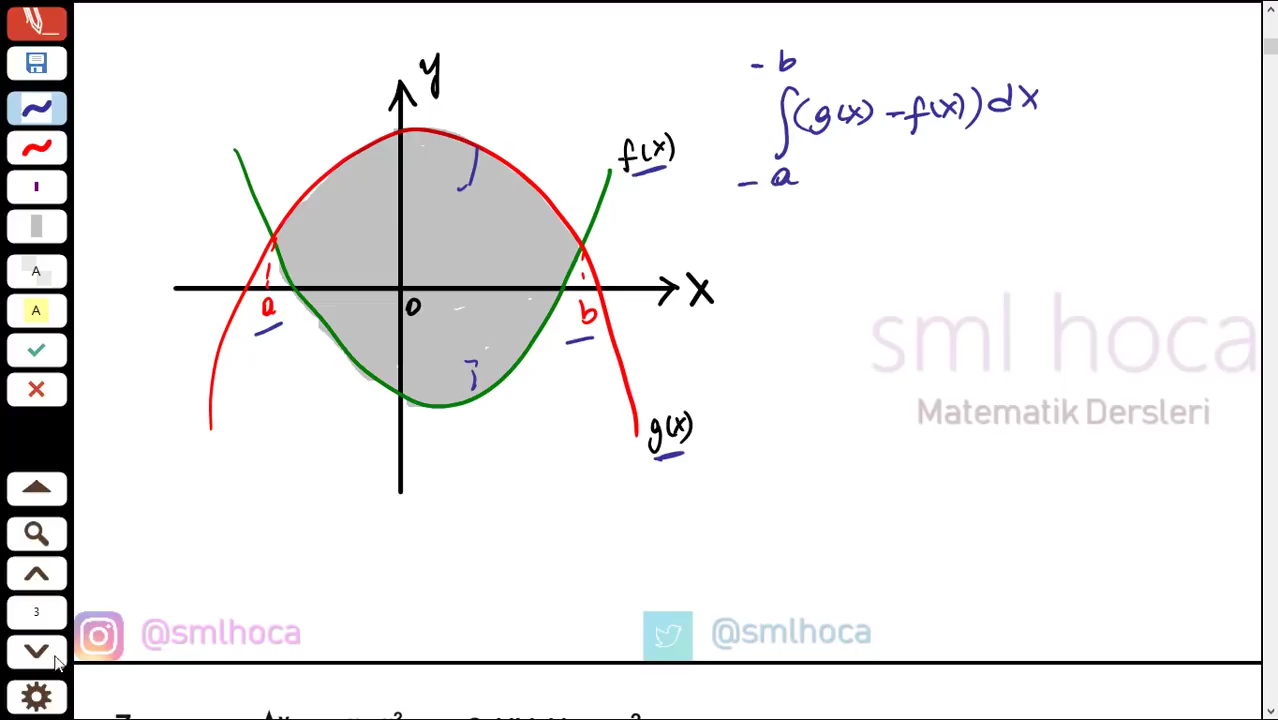 y
- b
∫(g(x) - f(x))dx
- a
f(x)
x
a
0
b
g(x)
sml hoca
Matematik Dersleri
A
A
3
@smlhoca
@smlhoca